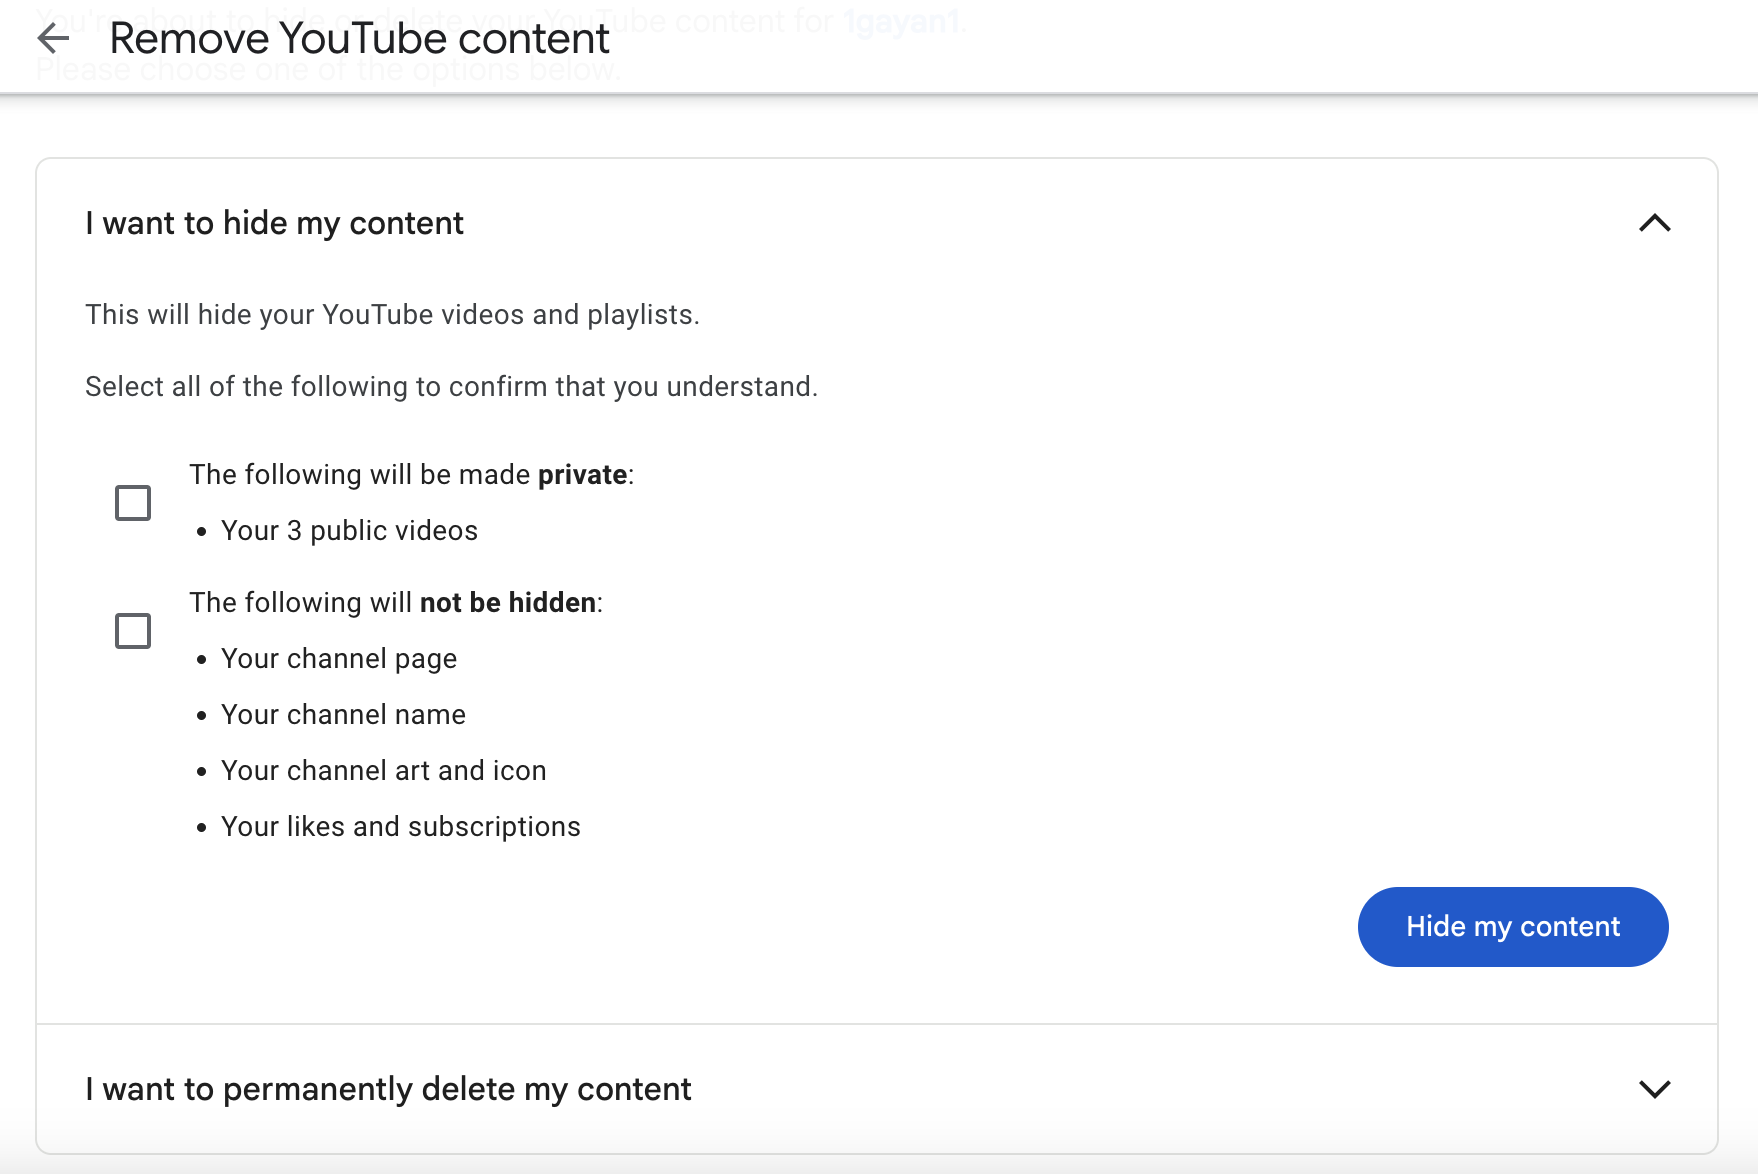 You're about to hide or delete your YouTube content for 1gayan1.
Remove YouTube content
Please choose one of the options below.
I want to hide my content
This will hide your YouTube videos and playlists.
Select all of the following to confirm that you understand.
The following will be made private:
• Your 3 public videos
The following will not be hidden:
• Your channel page
• Your channel name
• Your channel art and icon
• Your likes and subscriptions
Hide my content
I want to permanently delete my content